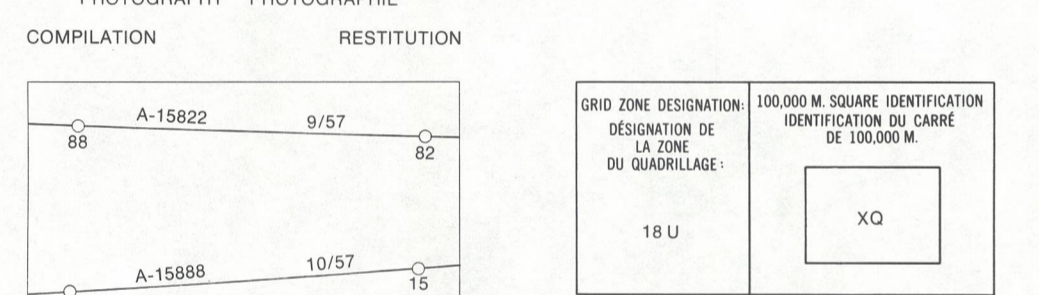 PHOTOGRAPH PHOTOGRAPHIE
COMPILATION RESTITUTION
A-15822 9/57
88 82
A-15888 10/57
15
GRID ZONE DESIGNATION:
DÉSIGNATION DE
LA ZONE
DU QUADRILLAGE :
18 U
100,000 M. SQUARE IDENTIFICATION
IDENTIFICATION DU CARRÉ
DE 100,000 M.
XQ